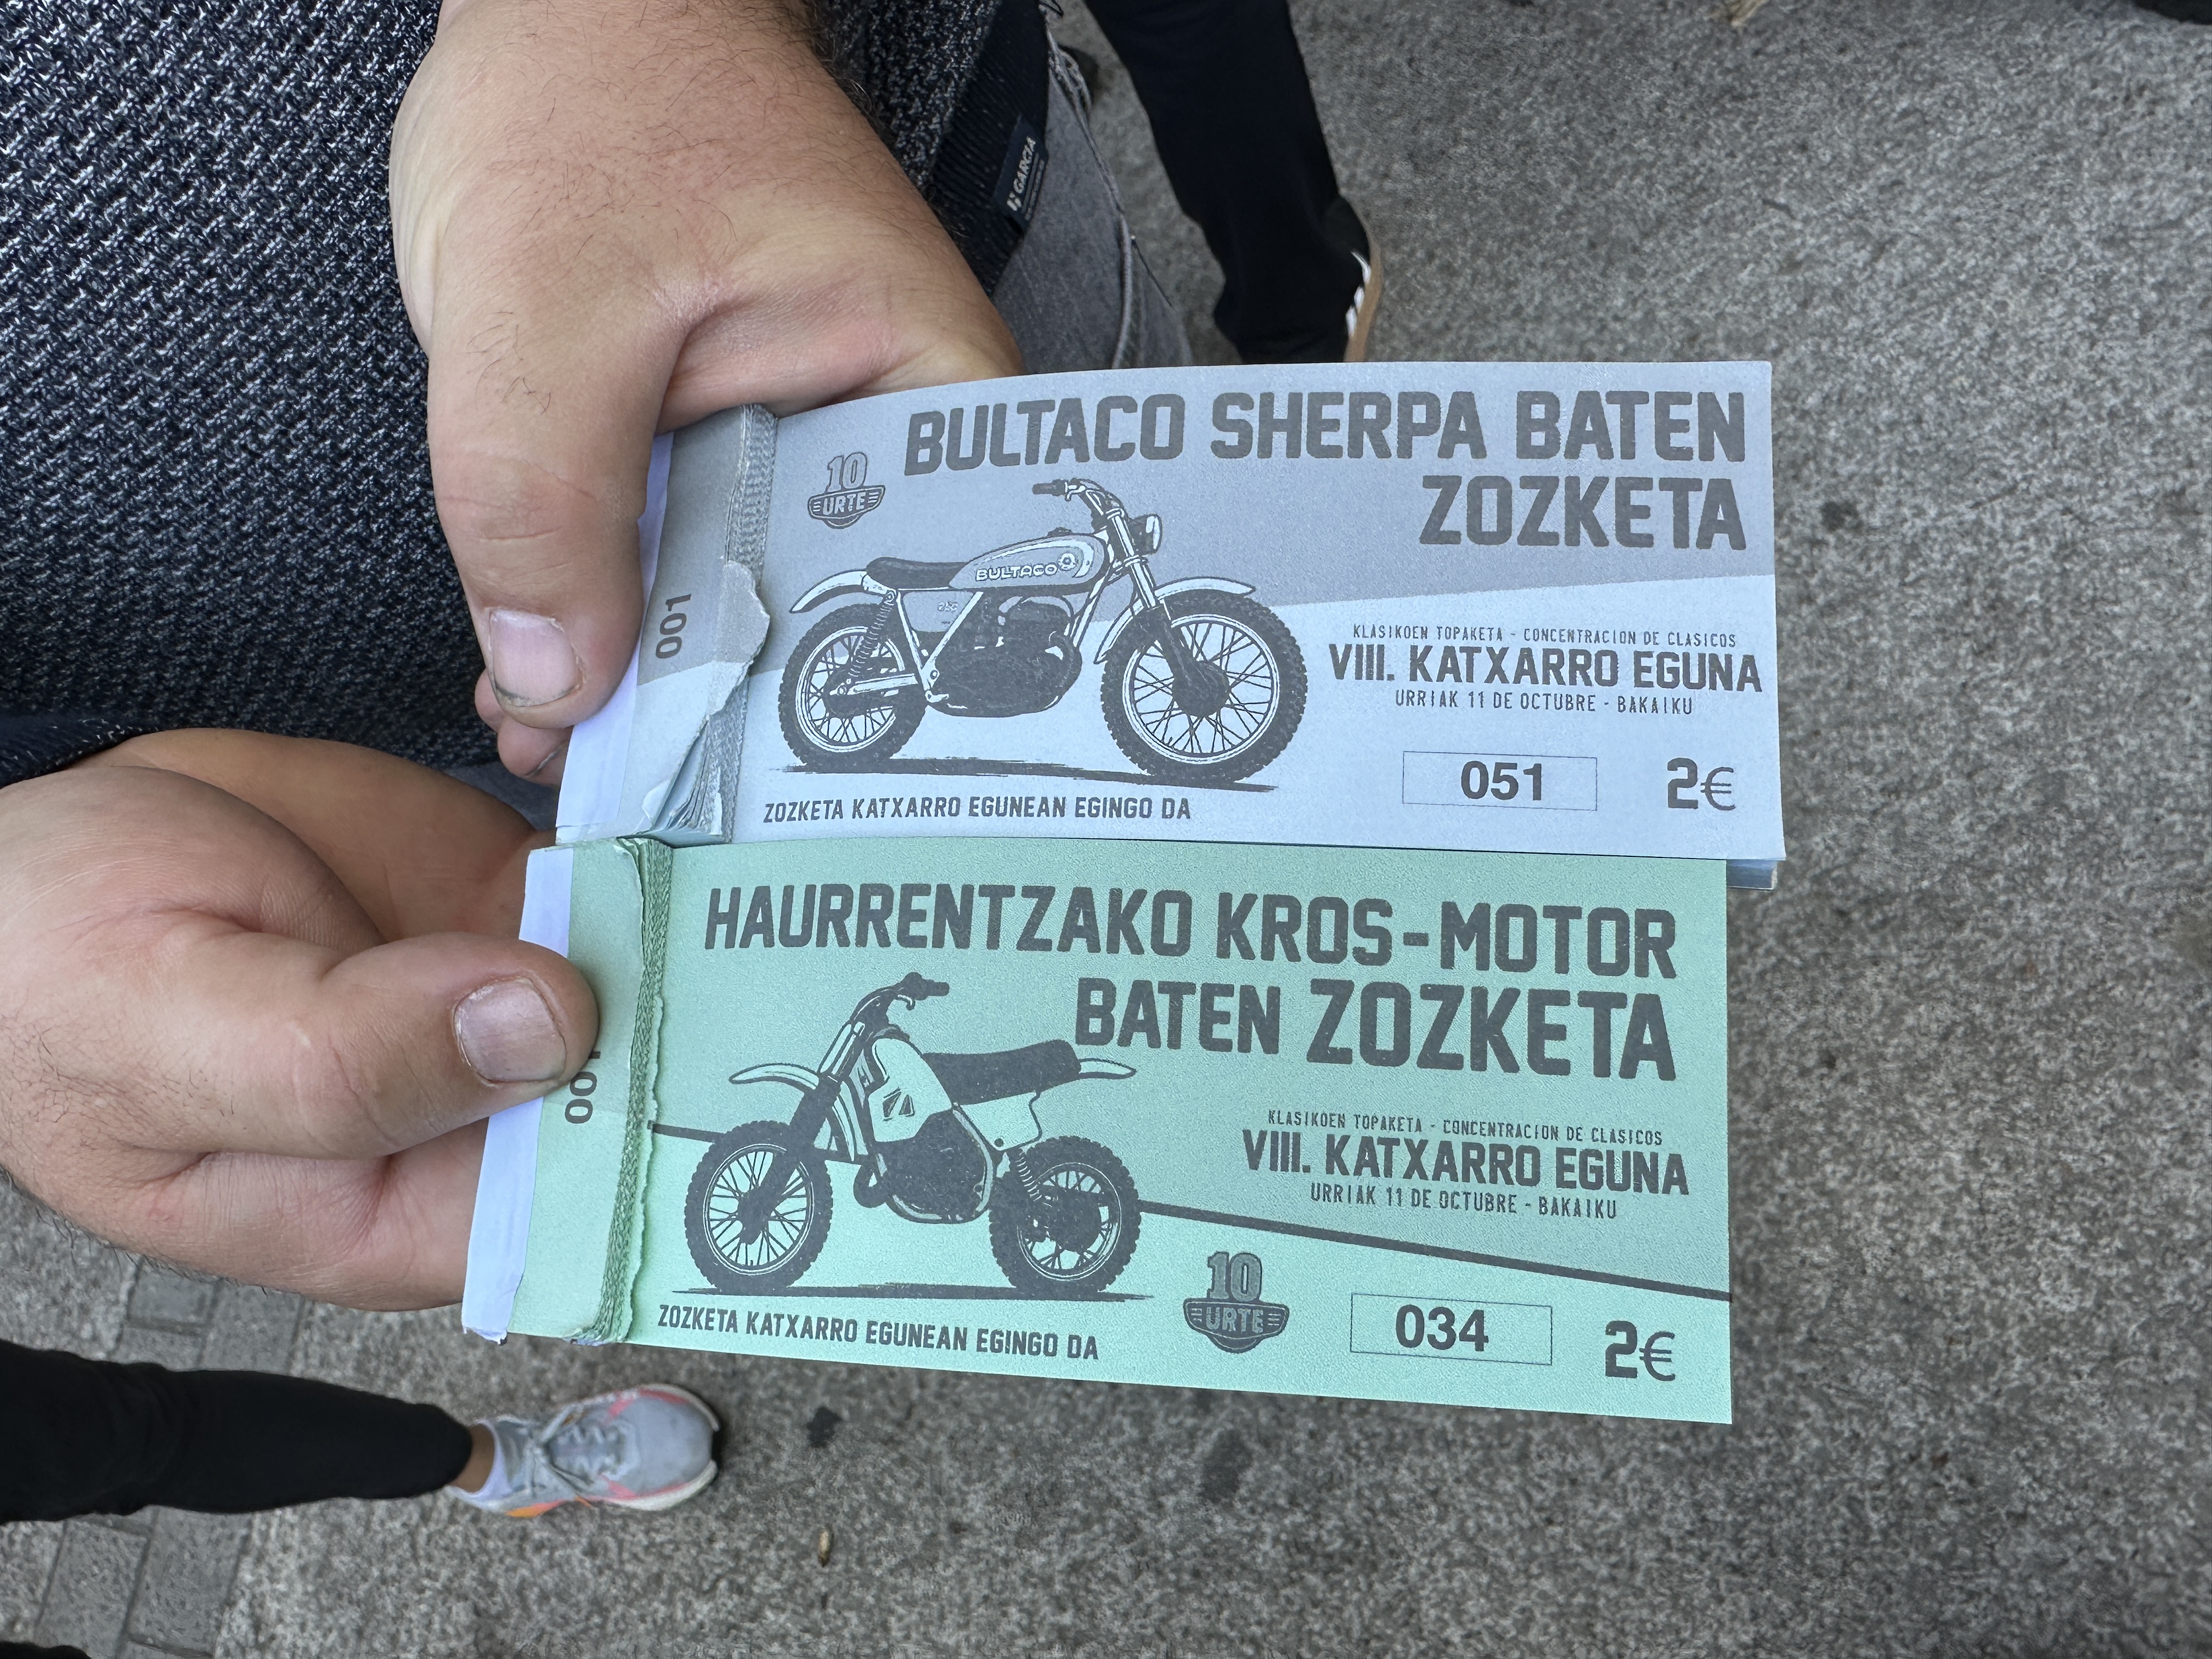 GARCIA
BULTACO SHERPA BATEN
ZOZKETA
10
URTE
BULTACO
001
KLASIKOEN TOPAKETA - CONCENTRACION DE CLASICOS
VIII. KATXARRO EGUNA
URRIAK 11 DE OCTUBRE - BAKAIKU
051
2€
ZOZKETA KATXARRO EGUNEAN EGINGO DA
HAURRENTZAKO KROS-MOTOR
BATEN ZOZKETA
001
KLASIKOEN TOPAKETA - CONCENTRACION DE CLASICOS
VIII. KATXARRO EGUNA
URRIAK 11 DE OCTUBRE - BAKAIKU
10
URTE
034
2€
ZOZKETA KATXARRO EGUNEAN EGINGO DA